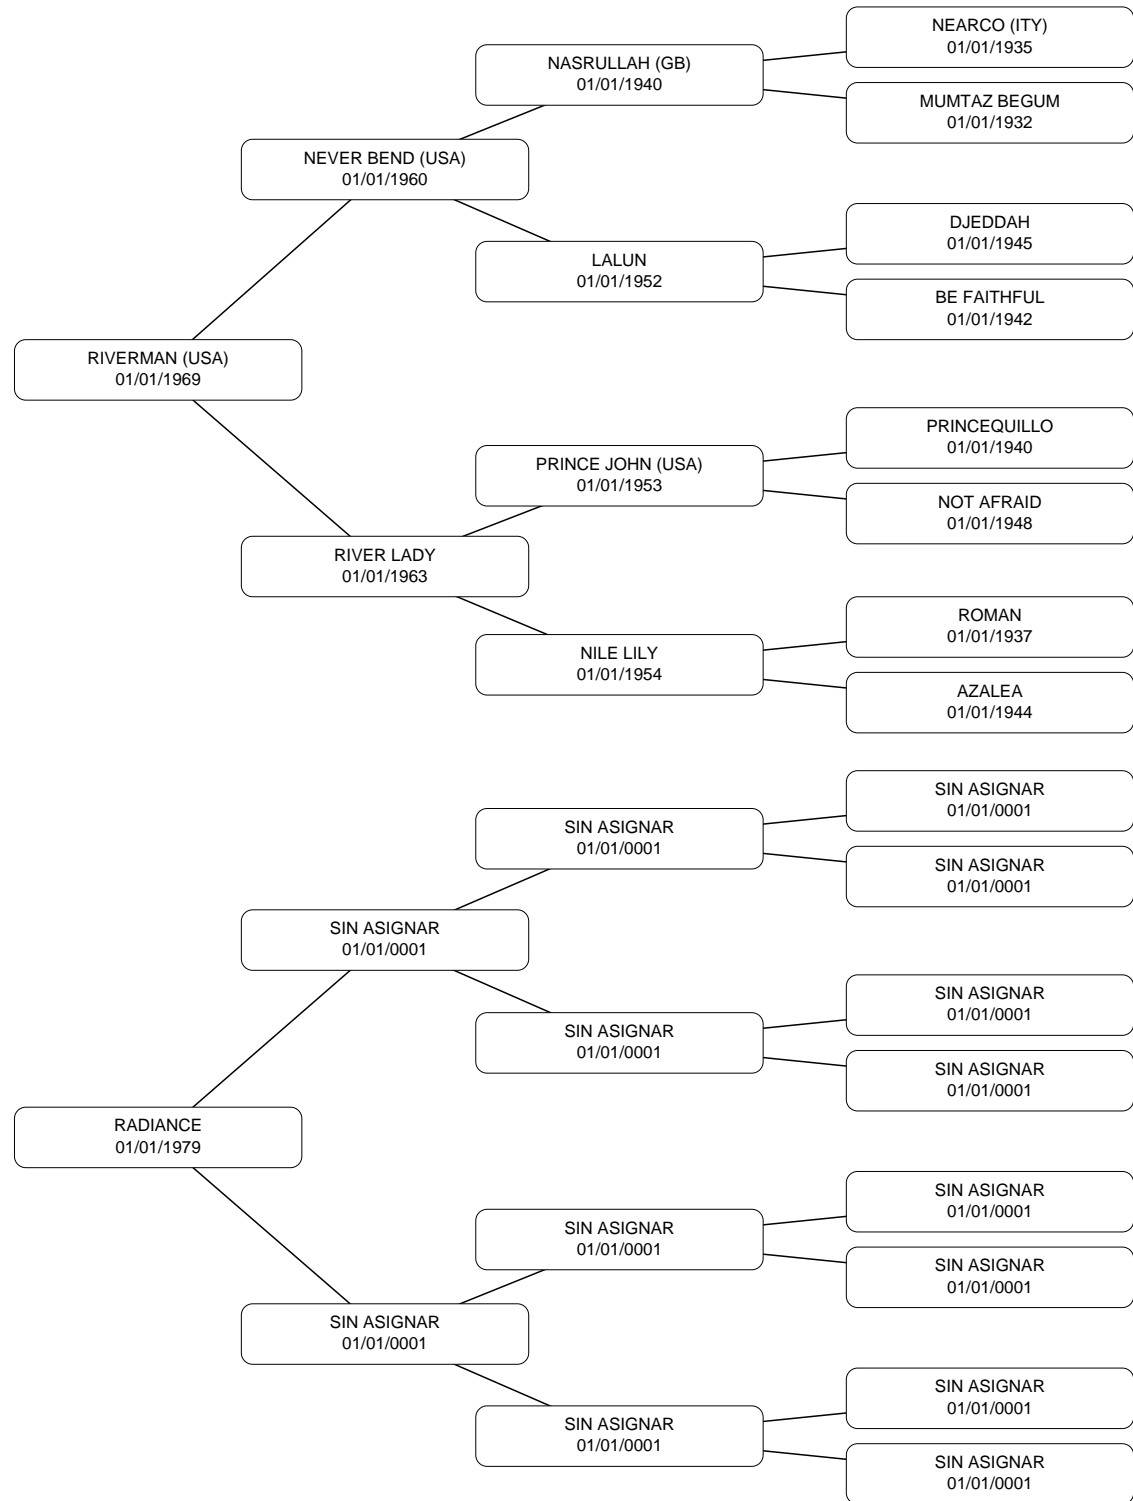 NEARCO (ITY)
01/01/1935
NASRULLAH (GB)
01/01/1940
MUMTAZ BEGUM
01/01/1932
NEVER BEND (USA)
01/01/1960
DJEDDAH
01/01/1945
LALUN
01/01/1952
BE FAITHFUL
01/01/1942
RIVERMAN (USA)
01/01/1969
PRINCEQUILLO
01/01/1940
PRINCE JOHN (USA)
01/01/1953
NOT AFRAID
01/01/1948
RIVER LADY
01/01/1963
ROMAN
01/01/1937
NILE LILY
01/01/1954
AZALEA
01/01/1944
SIN ASIGNAR
01/01/0001
SIN ASIGNAR
01/01/0001
SIN ASIGNAR
01/01/0001
SIN ASIGNAR
01/01/0001
SIN ASIGNAR
01/01/0001
SIN ASIGNAR
01/01/0001
SIN ASIGNAR
01/01/0001
RADIANCE
01/01/1979
SIN ASIGNAR
01/01/0001
SIN ASIGNAR
01/01/0001
SIN ASIGNAR
01/01/0001
SIN ASIGNAR
01/01/0001
SIN ASIGNAR
01/01/0001
SIN ASIGNAR
01/01/0001
SIN ASIGNAR
01/01/0001